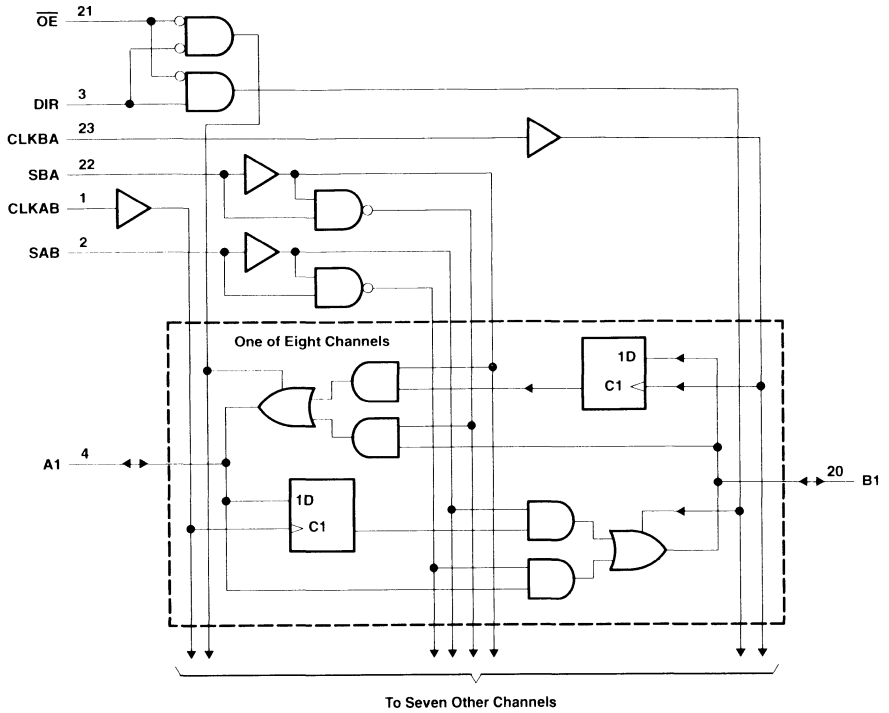 O̅E̅ 21
DIR 3
CLKBA 23
SBA 22
CLKAB 1
SAB 2
One of Eight Channels
1D
C1
A1 4
20 B1
1D
C1
To Seven Other Channels